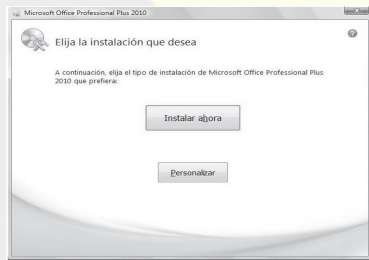 Microsoft Office Professional Plus 2010
Elija la instalación que desea
A continuación, elija el tipo de instalación de Microsoft Office Professional Plus
2010 que prefiera:
Instalar ahora
Personalizar